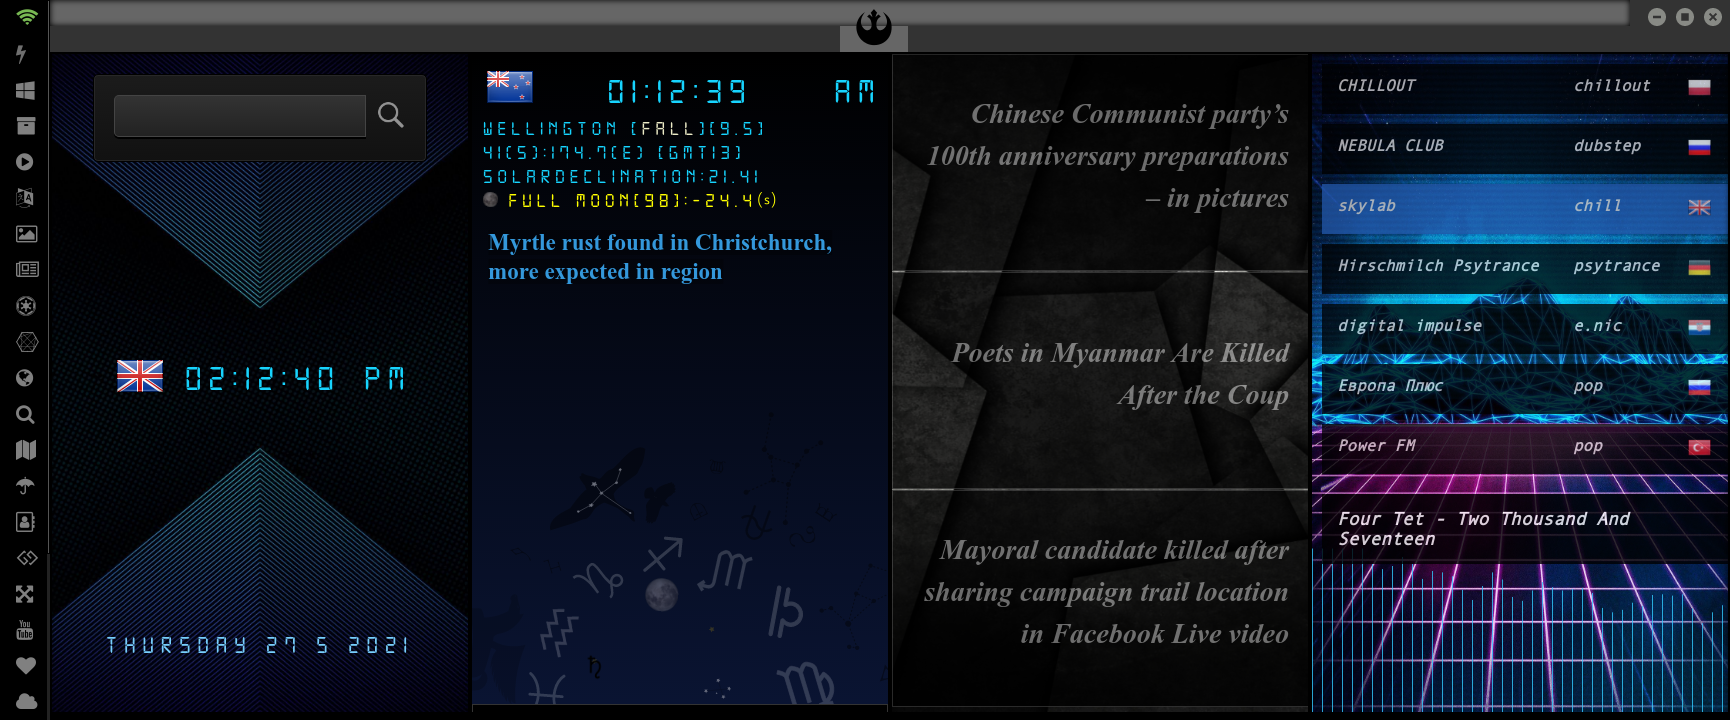 02:12:40 PM
THURSDAY 27 5 2021
01:12:39 AM
WELLINGTON [FALL][9.5]
41(S):174.7(E) [GMT13]
SOLARDECLINATION:21.41
FULL MOON[98]:-24.4(s)
Myrtle rust found in Christchurch,
more expected in region
Chinese Communist party’s
100th anniversary preparations
– in pictures
Poets in Myanmar Are Killed
After the Coup
Mayoral candidate killed after
sharing campaign trail location
in Facebook Live video
CHILLOUT chillout
NEBULA CLUB dubstep
skylab chill
Hirschmilch Psytrance psytrance
digital impulse e.nic
Европа Плюс pop
Power FM pop
Four Tet - Two Thousand And
Seventeen
You
Tube